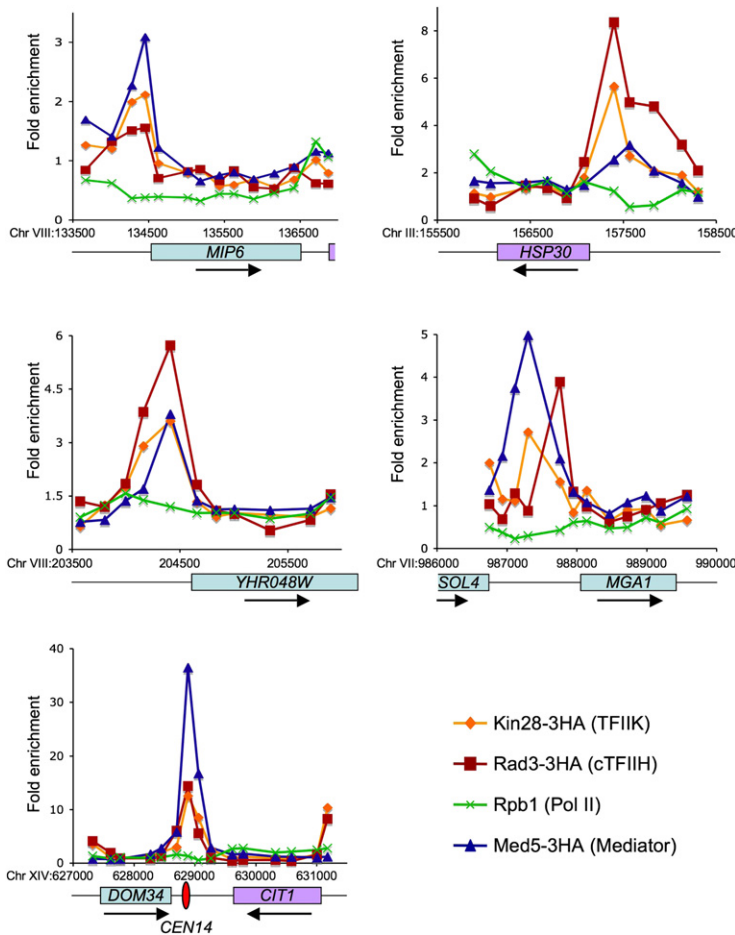 Fold enrichment
3
2
1
0
Chr VIII:133500 134500 135500 136500
MIP6
Fold enrichment
8
6
4
2
0
Chr III:155500 156500 157500 158500
HSP30
Fold enrichment
6
4.5
3
1.5
0
Chr VIII:203500 204500 205500
YHR048W
Fold enrichment
5
4
3
2
1
0
Chr VII:986000 987000 988000 989000 990000
SOL4 MGA1
Fold enrichment
40
30
20
10
0
Chr XIV:627000 628000 629000 630000 631000
DOM34 CIT1
CEN14
Kin28-3HA (TFIIK)
Rad3-3HA (cTFIIH)
Rpb1 (Pol II)
Med5-3HA (Mediator)